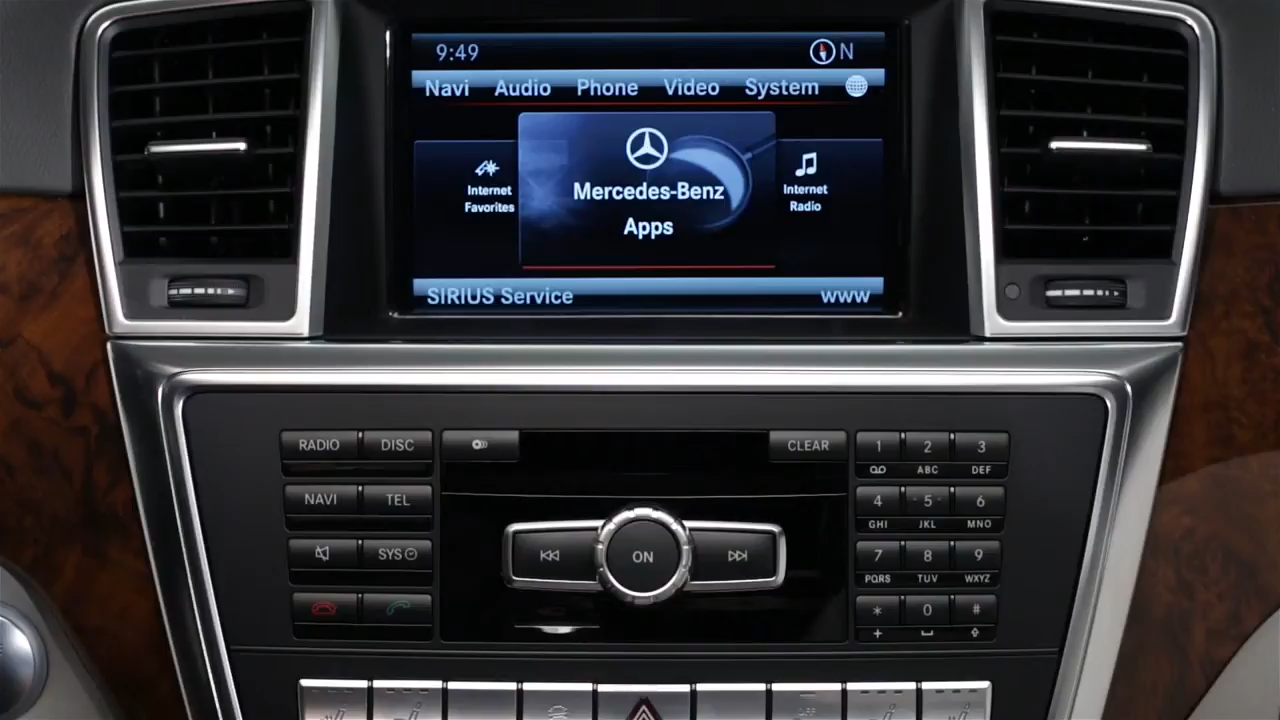 9:49 N
Navi Audio Phone Video System
Internet
Favorites
Mercedes-Benz
Apps
Internet
Radio
SIRIUS Service www
RADIO DISC CLEAR 1 2 3
ABC DEF
NAVI TEL 4 5 6
GHI JKL MNO
SYS ON 7 8 9
PQRS TUV WXYZ
* 0 #
+